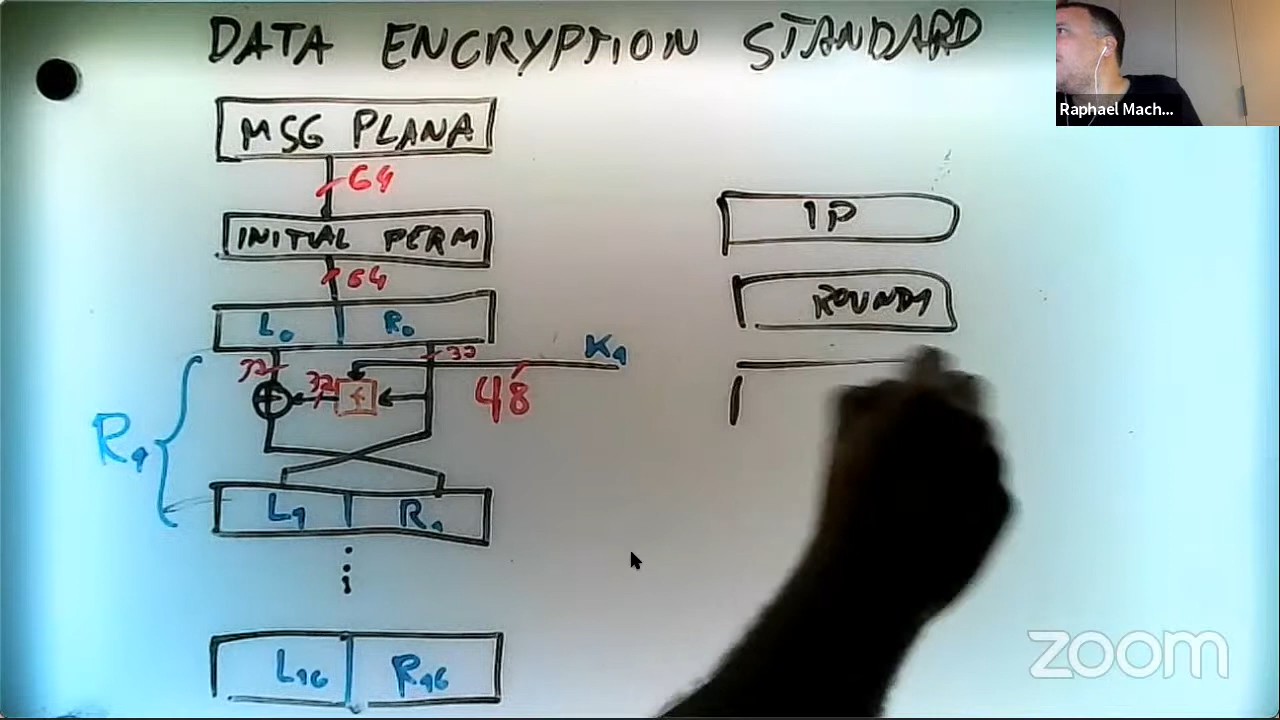 DATA ENCRYPTION STANDARD
Raphael Mach...
MSG PLANA
64
INITIAL PERM
64
L0 R0
32 32
K1
48
32
f
R1
L1 R1
L16 R16
IP
ROUND1
zoom